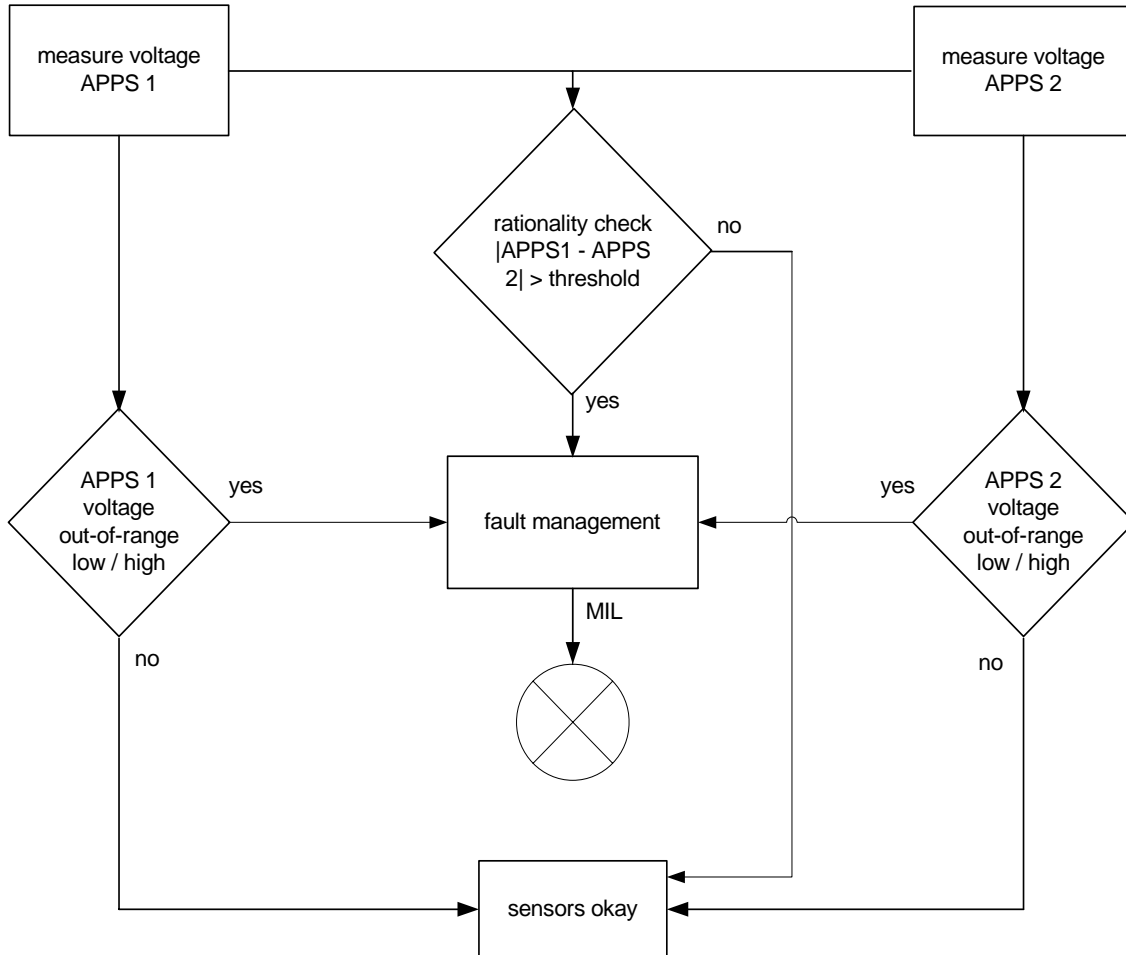 measure voltage
APPS 1
measure voltage
APPS 2
rationality check
|APPS1 - APPS
2| > threshold
no
yes
APPS 1
voltage
out-of-range
low / high
yes
fault management
yes
APPS 2
voltage
out-of-range
low / high
MIL
no
no
sensors okay